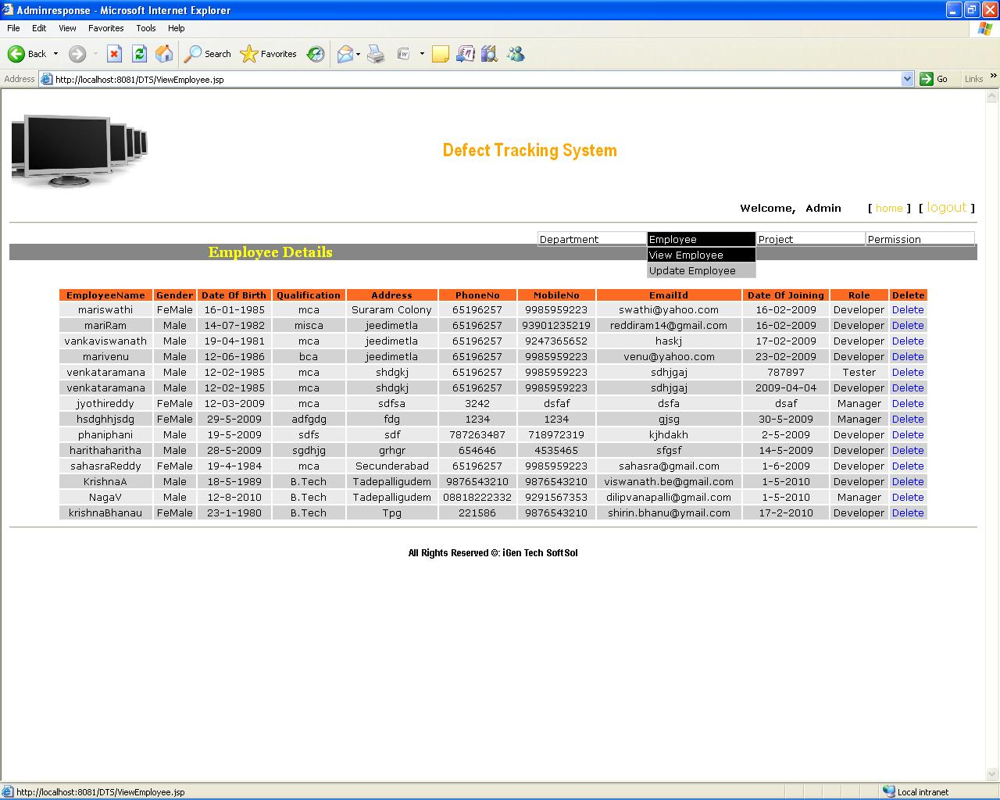 Adminresponse - Microsoft Internet Explorer
File Edit View Favorites Tools Help
Back Search Favorites
Address http://localhost:8081/DTS/ViewEmployee.jsp Go Links »
Defect Tracking System
Welcome, Admin [ home ] [ logout ]
Department Employee Project Permission
Employee Details
View Employee
Update Employee
EmployeeName Gender Date Of Birth Qualification Address PhoneNo MobileNo EmailId Date Of Joining Role Delete
mariswathi FeMale 16-01-1985 mca Suraram Colony 65196257 9985959223 swathi@yahoo.com 16-02-2009 Developer Delete
mariRam Male 14-07-1982 misca jeedimetla 65196257 93901235219 reddiram14@gmail.com 16-02-2009 Developer Delete
vankaviswanath Male 19-04-1981 mca jeedimetla 65196257 9247365652 haskj 17-02-2009 Developer Delete
marivenu Male 12-06-1986 bca jeedimetla 65196257 9985959223 venu@yahoo.com 23-02-2009 Developer Delete
venkataramana Male 12-02-1985 mca shdgkj 65196257 9985959223 sdhjgaj 787897 Tester Delete
venkataramana Male 12-02-1985 mca shdgkj 65196257 9985959223 sdhjgaj 2009-04-04 Developer Delete
jyothireddy FeMale 12-03-2009 mca sdfsa 3242 dsfaf dsfa dsaf Manager Delete
hsdghhjsdg FeMale 29-5-2009 adfgdg fdg 1234 1234 gjsg 30-5-2009 Manager Delete
phaniphani Male 19-5-2009 sdfs sdf 787263487 718972319 kjhdakh 2-5-2009 Developer Delete
harithaharitha Male 28-5-2009 sgdhjg grhgr 654646 4535465 sfgsf 14-5-2009 Developer Delete
sahasraReddy FeMale 19-4-1984 mca Secunderabad 65196257 9985959223 sahasra@gmail.com 1-6-2009 Developer Delete
KrishnaA Male 18-5-1989 B.Tech Tadepalligudem 9876543210 9876543210 viswanath.be@gmail.com 1-5-2010 Developer Delete
NagaV Male 12-8-2010 B.Tech Tadepalligudem 08818222332 9291567353 dilipvanapalli@gmail.com 1-5-2010 Manager Delete
krishnaBhanau FeMale 23-1-1980 B.Tech Tpg 221586 9876543210 shirin.bhanu@ymail.com 17-2-2010 Developer Delete
All Rights Reserved ©: iGen Tech SoftSol
http://localhost:8081/DTS/ViewEmployee.jsp Local intranet